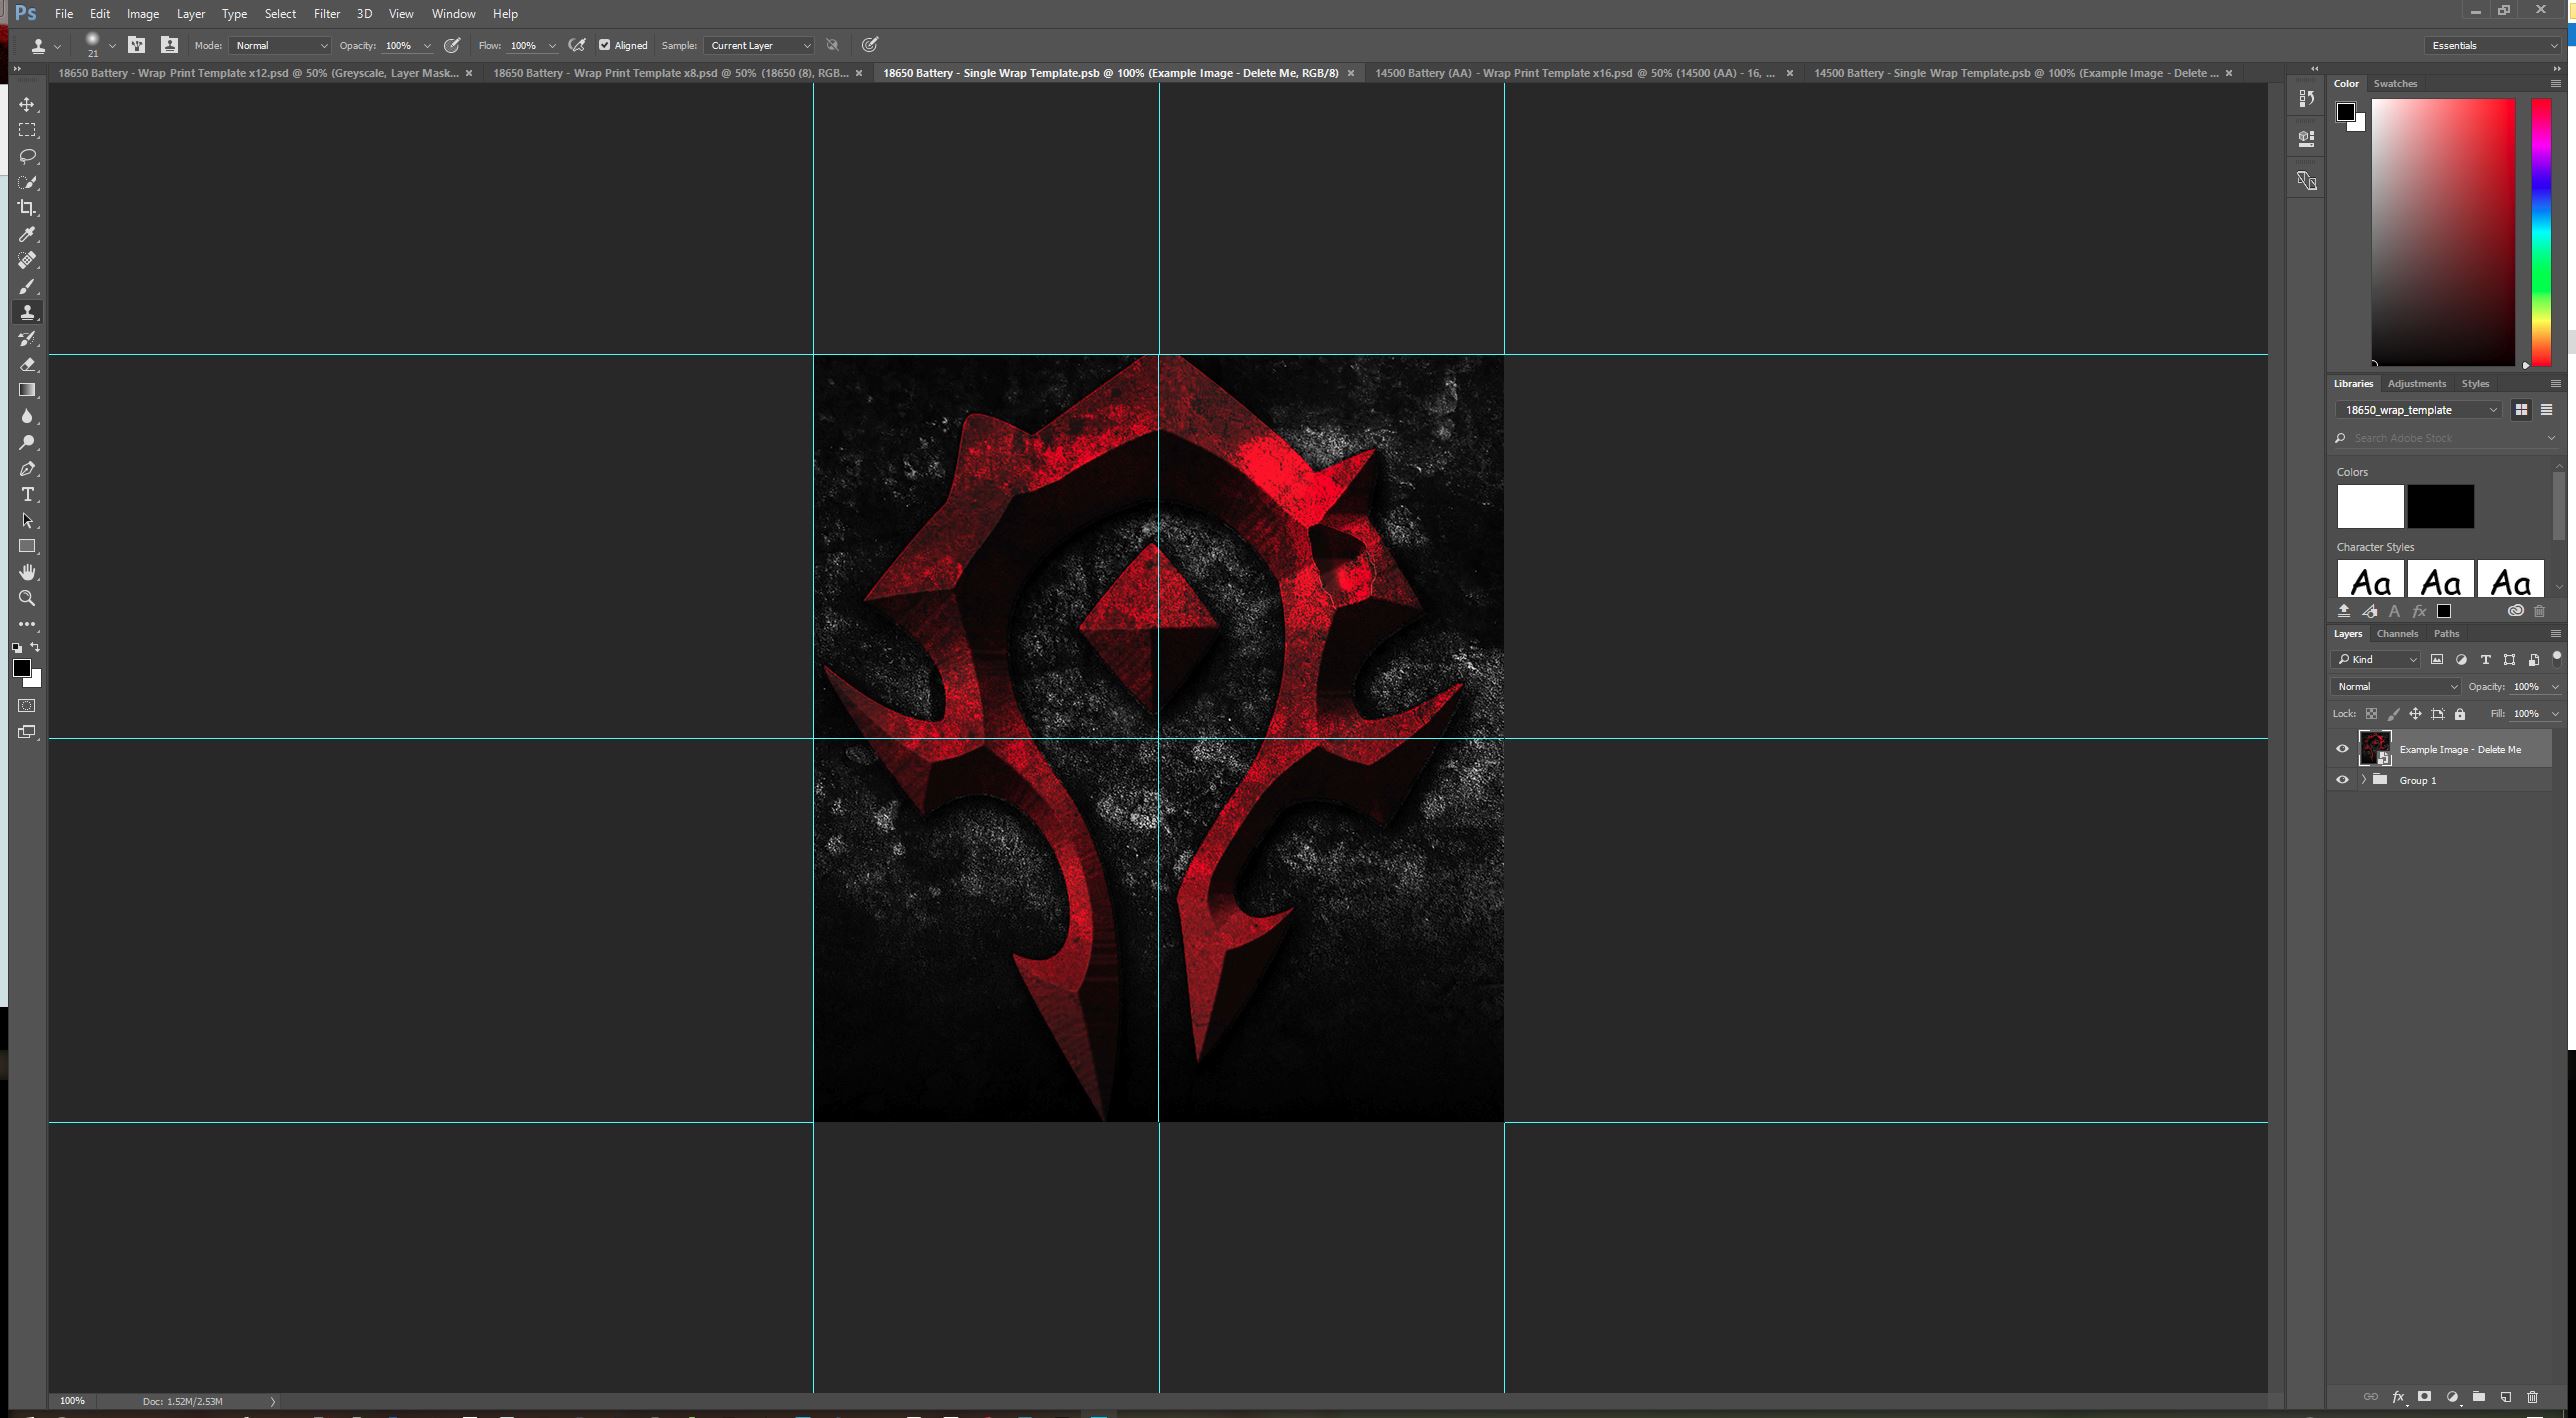 Ps File Edit Image Layer Type Select Filter 3D View Window Help
21 Mode: Normal Opacity: 100% Flow: 100% Aligned Sample: Current Layer Essentials
18650 Battery - Wrap Print Template x12.psd @ 50% (Greyscale, Layer Mask... × 18650 Battery - Wrap Print Template x8.psd @ 50% (18650 (8), RGB... × 18650 Battery - Single Wrap Template.psb @ 100% (Example Image - Delete Me, RGB/8) × 14500 Battery (AA) - Wrap Print Template x16.psd @ 50% (14500 (AA) - 16, ... × 14500 Battery - Single Wrap Template.psb @ 100% (Example Image - Delete ... ×
Color Swatches
Libraries Adjustments Styles
18650_wrap_template
Search Adobe Stock
Colors
Character Styles
Aa Aa Aa
A fx
Layers Channels Paths
Kind T
Normal Opacity: 100%
Lock: Fill: 100%
Example Image - Delete Me
Group 1
fx
100% Doc: 1.52M/2.53M